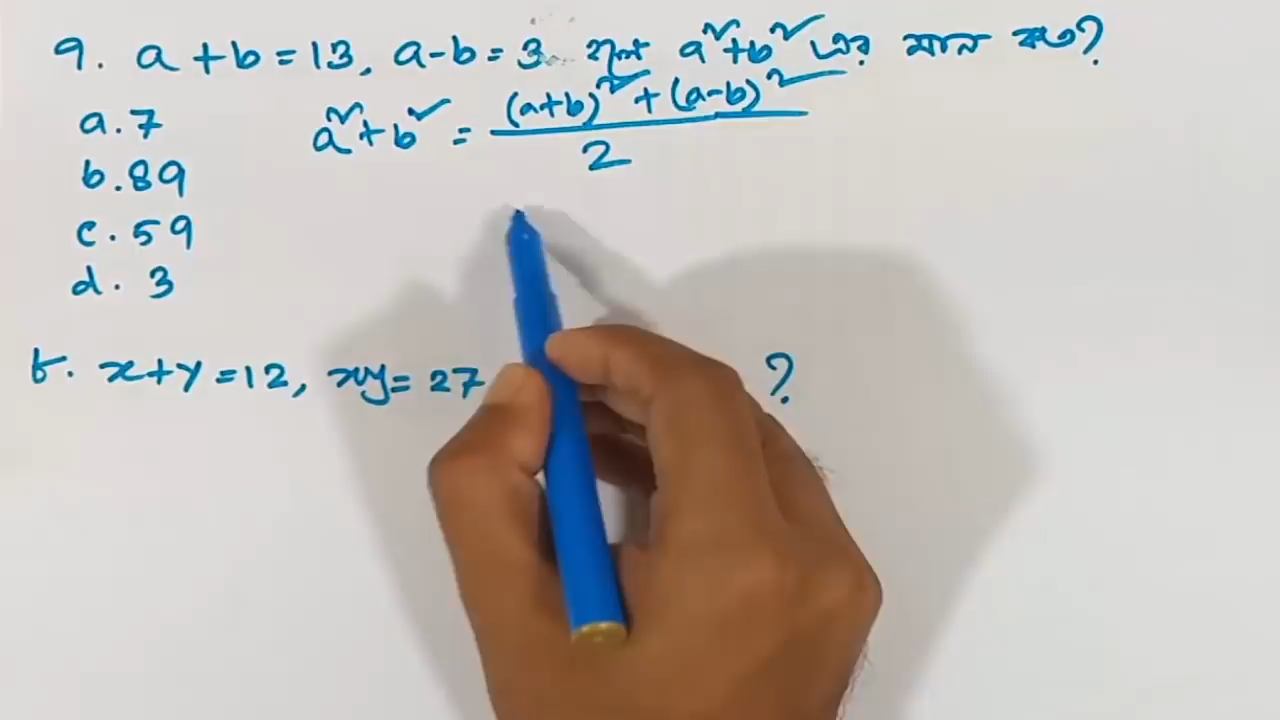 ৭. a + b = 13, a-b = 3 হলে a² + b² এর মান কত?
a. 7
b. 89
c. 59
d. 3
a² + b² = (a+b)² + (a-b)² / 2
৮. x + y = 12, xy = 27 ?